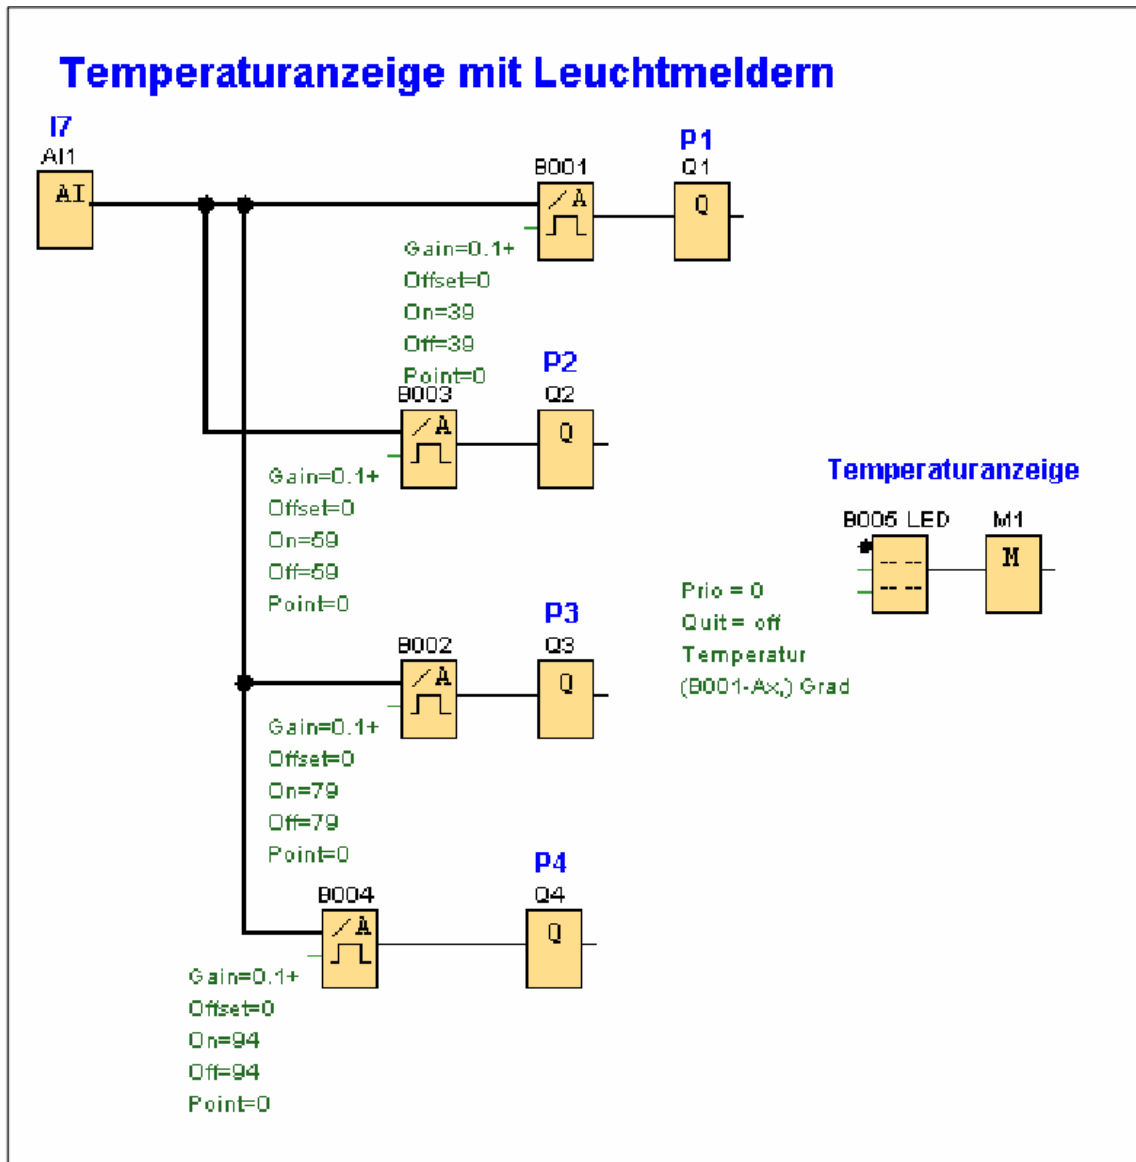 Temperaturanzeige mit Leuchtmeldern
I7
AI1
AI
B001
A
Gain=0.1+
Offset=0
On=39
Off=39
Point=0
P1
Q1
Q
B003
A
Gain=0.1+
Offset=0
On=59
Off=59
Point=0
P2
Q2
Q
Temperaturanzeige
B005 LED
M1
M
Prio = 0
Quit = off
Temperatur
(B001-Ax,) Grad
B002
A
Gain=0.1+
Offset=0
On=79
Off=79
Point=0
P3
Q3
Q
B004
A
Gain=0.1+
Offset=0
On=94
Off=94
Point=0
P4
Q4
Q